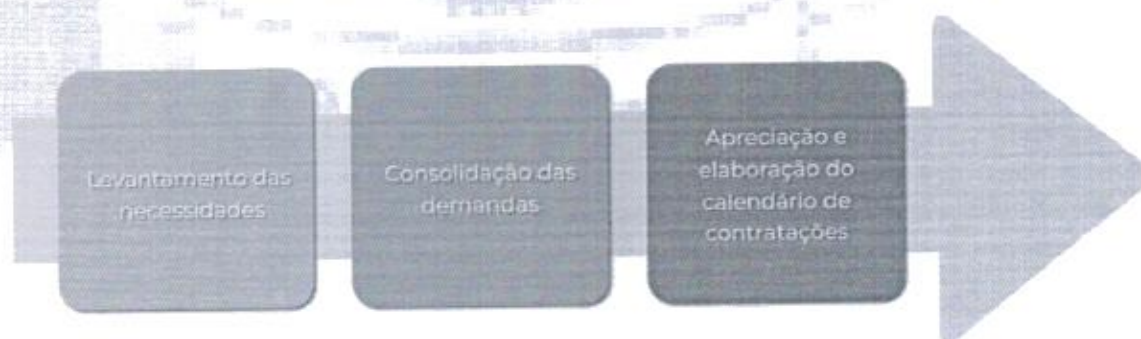 Levantamento das
necessidades
Consolidação das
demandas
Apreciação e
elaboração do
calendário de
contratações